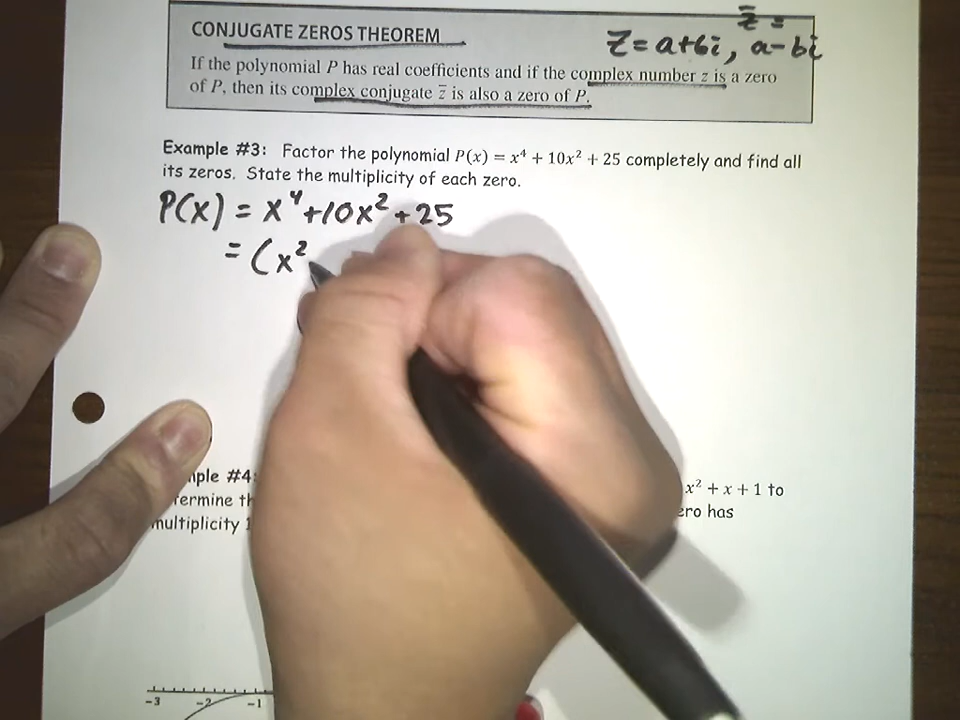 CONJUGATE ZEROS THEOREM
z̄ =
z = a+bi, a-bi
If the polynomial P has real coefficients and if the complex number z is a zero
of P, then its complex conjugate z̄ is also a zero of P.
Example #3: Factor the polynomial P(x) = x⁴ + 10x² + 25 completely and find all
its zeros. State the multiplicity of each zero.
P(x) = x⁴+10x²+25
= (x²
#4: x² + x + 1 to
has
multiplicity 1
-3 -2 -1